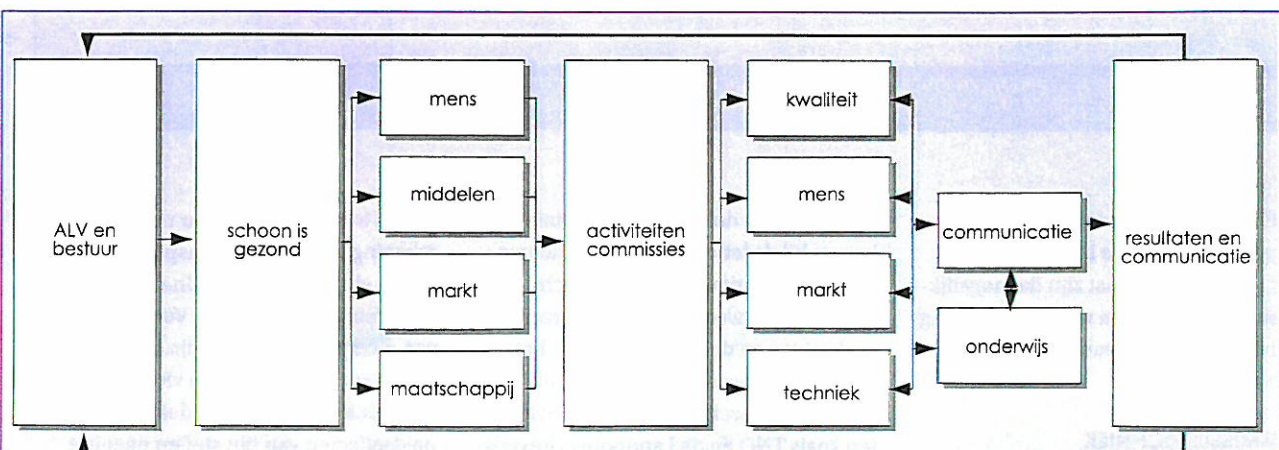 ALV en
bestuur
schoon is
gezond
mens
middelen
markt
maatschappij
activiteiten
commissies
kwaliteit
mens
markt
techniek
communicatie
onderwijs
resultaten en
communicatie